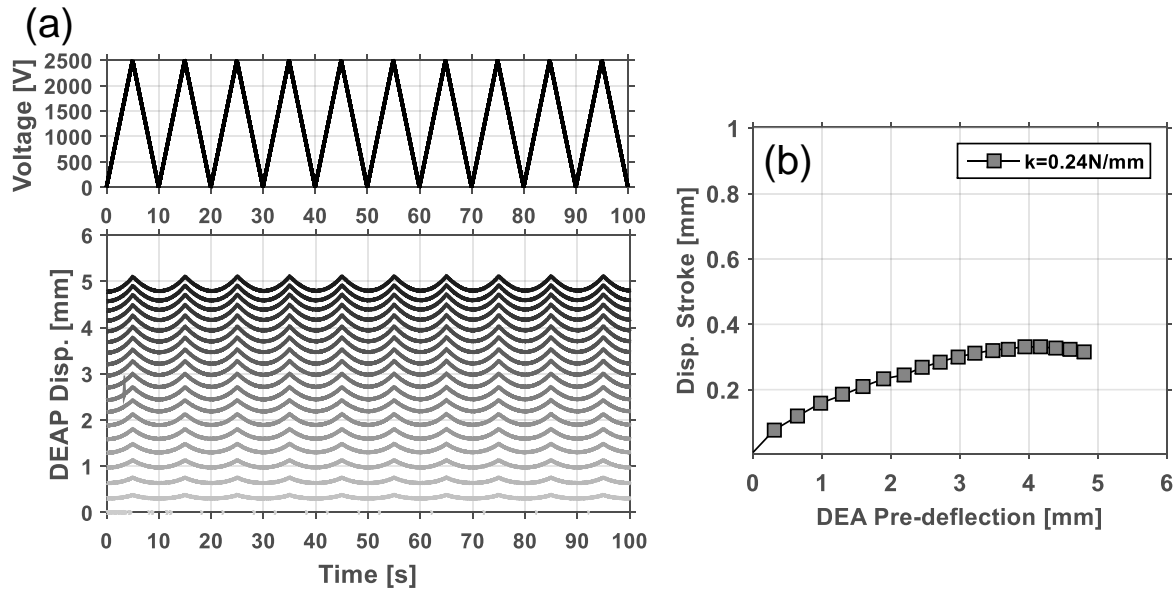 (a)
Voltage [V]
2500
2000
1500
1000
500
0
0 10 20 30 40 50 60 70 80 90 100
DEAP Disp. [mm]
6
5
4
3
2
1
0
0 10 20 30 40 50 60 70 80 90 100
Time [s]
(b)
k=0.24N/mm
Disp. Stroke [mm]
1
0.8
0.6
0.4
0.2
0 1 2 3 4 5 6
DEA Pre-deflection [mm]